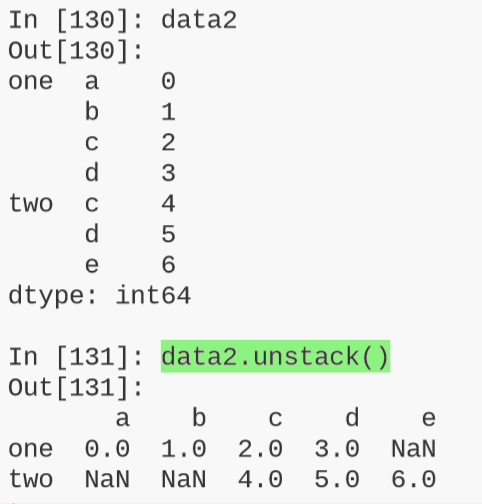 In [130]: data2
Out[130]:
one  a    0
     b    1
     c    2
     d    3
two  c    4
     d    5
     e    6
dtype: int64
In [131]: data2.unstack()
Out[131]:
       a    b    c    d    e
one  0.0  1.0  2.0  3.0  NaN
two  NaN  NaN  4.0  5.0  6.0